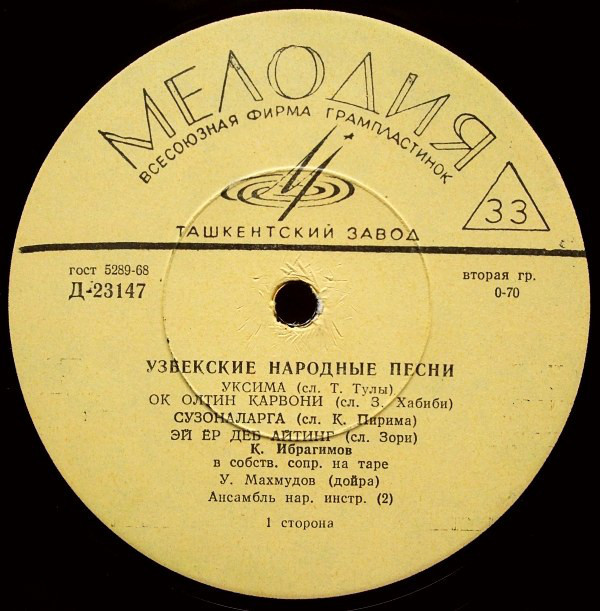 МЕЛОДИЯ
ВСЕСОЮЗНАЯ ФИРМА ГРАМПЛАСТИНОК
33
ТАШКЕНТСКИЙ ЗАВОД
гост 5289-68
Д-23147
вторая гр.
0-70
УЗБЕКСКИЕ НАРОДНЫЕ ПЕСНИ
УКСИМА (сл. Т. Тулы)
ОК ОЛТИН КАРВОНИ (сл. З. Хабиби)
СУЗОНАЛАРГА (сл. К. Пирима)
ЭЙ ЁР ДЕБ АЙТИНГ (сл. Зори)
К. Ибрагимов
в собств. сопр. на таре
У. Махмудов (дойра)
Ансамбль нар. инстр. (2)
1 сторона